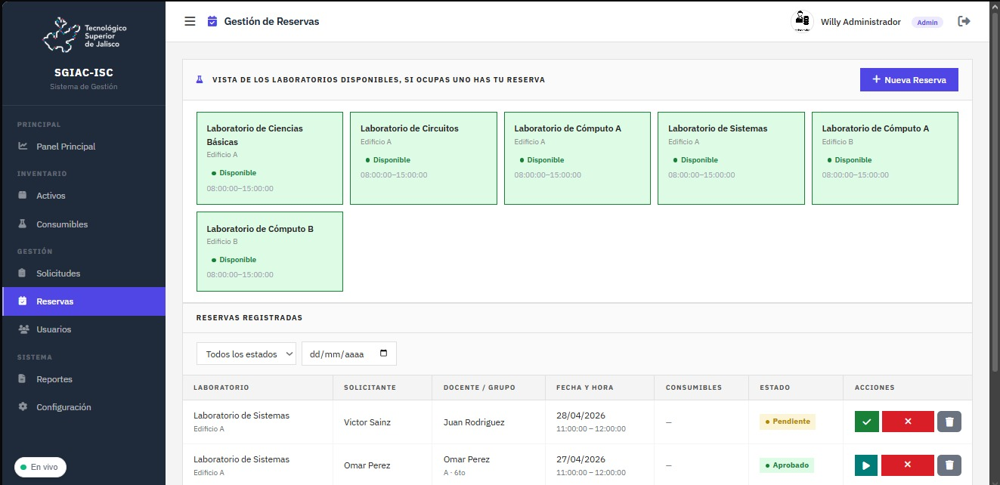 Tecnológico
Superior
de Jalisco
SGIAC-ISC
Sistema de Gestión
PRINCIPAL
Panel Principal
INVENTARIO
Activos
Consumibles
GESTIÓN
Solicitudes
Reservas
Usuarios
SISTEMA
Reportes
Configuración
En vivo
Gestión de Reservas
Willy Administrador
Admin
VISTA DE LOS LABORATORIOS DISPONIBLES, SI OCUPAS UNO HAS TU RESERVA
+ Nueva Reserva
Laboratorio de Ciencias
Básicas
Edificio A
Disponible
08:00:00–15:00:00
Laboratorio de Circuitos
Edificio A
Disponible
08:00:00–15:00:00
Laboratorio de Cómputo A
Edificio A
Disponible
08:00:00–15:00:00
Laboratorio de Sistemas
Edificio A
Disponible
08:00:00–15:00:00
Laboratorio de Cómputo A
Edificio B
Disponible
08:00:00–15:00:00
Laboratorio de Cómputo B
Edificio B
Disponible
08:00:00–15:00:00
RESERVAS REGISTRADAS
Todos los estados
dd/mm/aaaa
LABORATORIO SOLICITANTE DOCENTE / GRUPO FECHA Y HORA CONSUMIBLES ESTADO ACCIONES
Laboratorio de Sistemas
Edificio A
Victor Sainz
Juan Rodriguez
28/04/2026
11:00:00 – 12:00:00
—
Pendiente
Laboratorio de Sistemas
Edificio A
Omar Perez
Omar Perez
A · 6to
27/04/2026
11:00:00 – 12:00:00
—
Aprobado